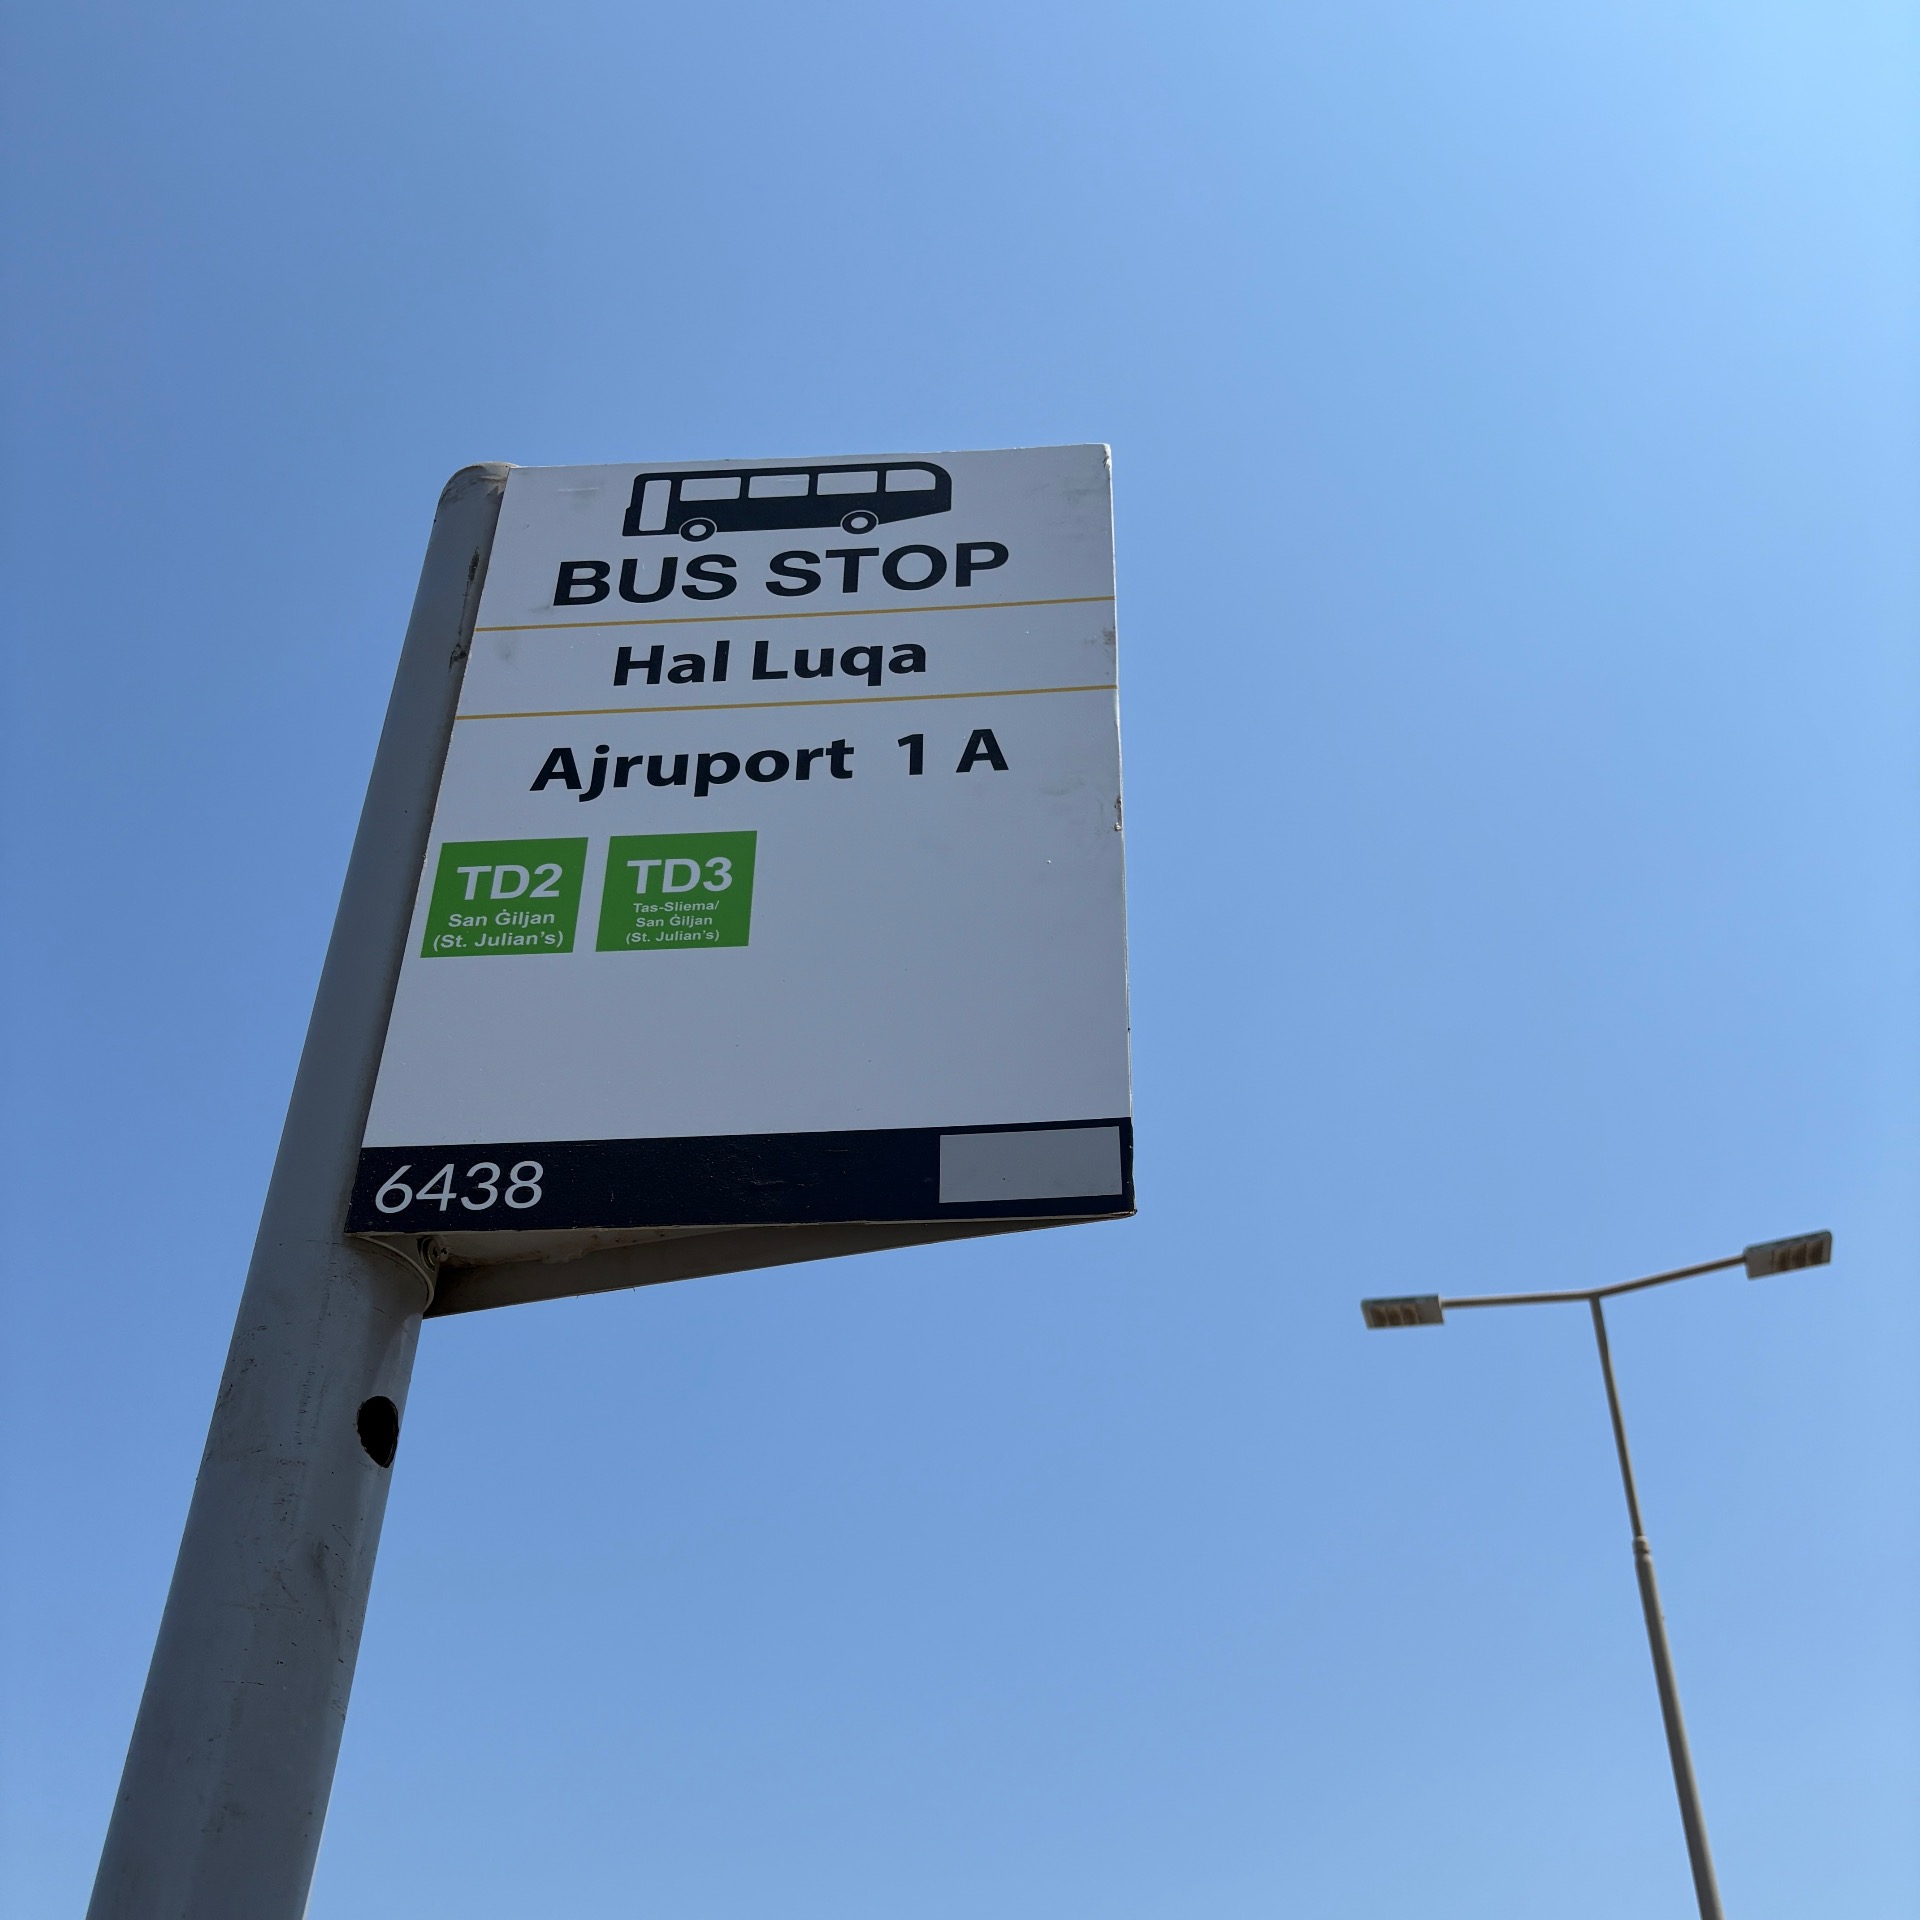 BUS STOP
Hal Luqa
Ajruport 1 A
TD2
San Ġiljan
(St. Julian's)
TD3
Tas-Sliema/
San Ġiljan
(St. Julian's)
6438